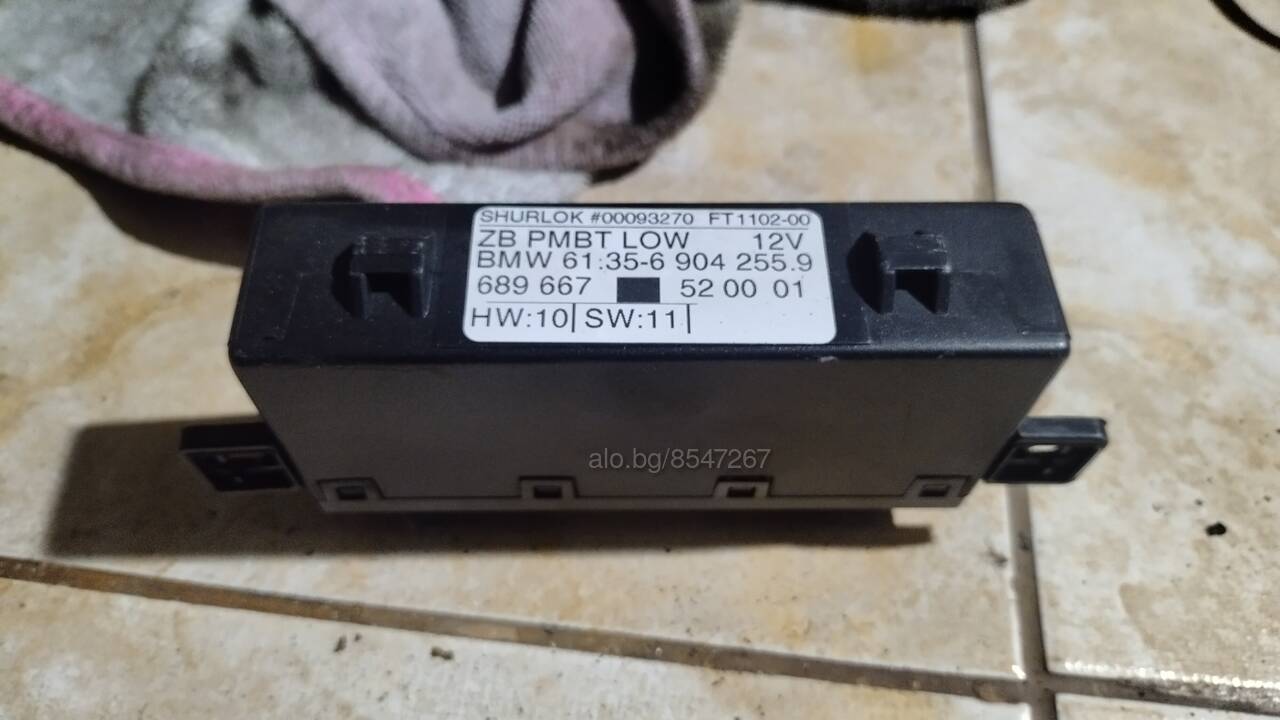 SHURLOK #00093270 FT1102-00
ZB PMBT LOW 12V
BMW 61:35-6 904 255.9
689 667 52 00 01
HW:10 SW:11
alo.bg/8547267